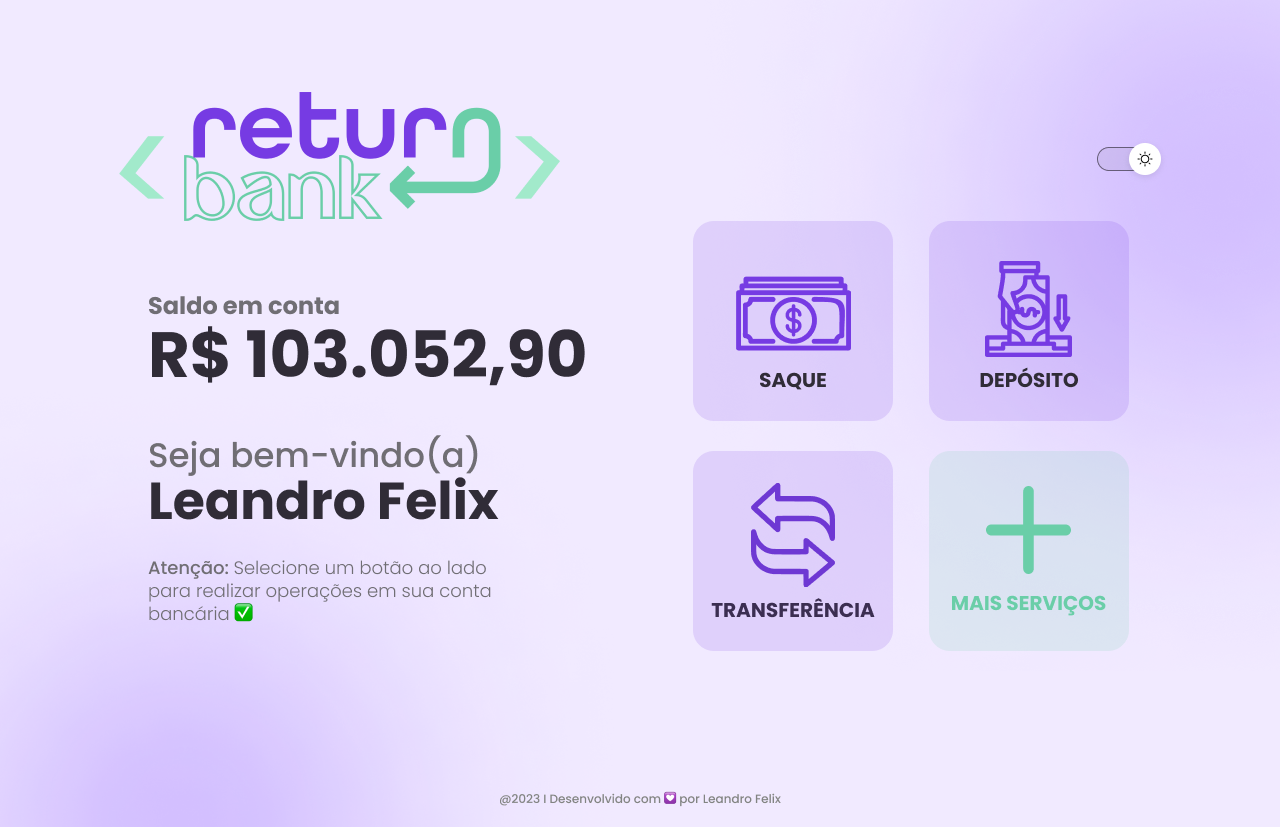 return
bank
Saldo em conta
R$ 103.052,90
Seja bem-vindo(a)
Leandro Felix
Atenção: Selecione um botão ao lado
para realizar operações em sua conta
bancária ✅
SAQUE
DEPÓSITO
TRANSFERÊNCIA
MAIS SERVIÇOS
@2023 I Desenvolvido com 💟 por Leandro Felix